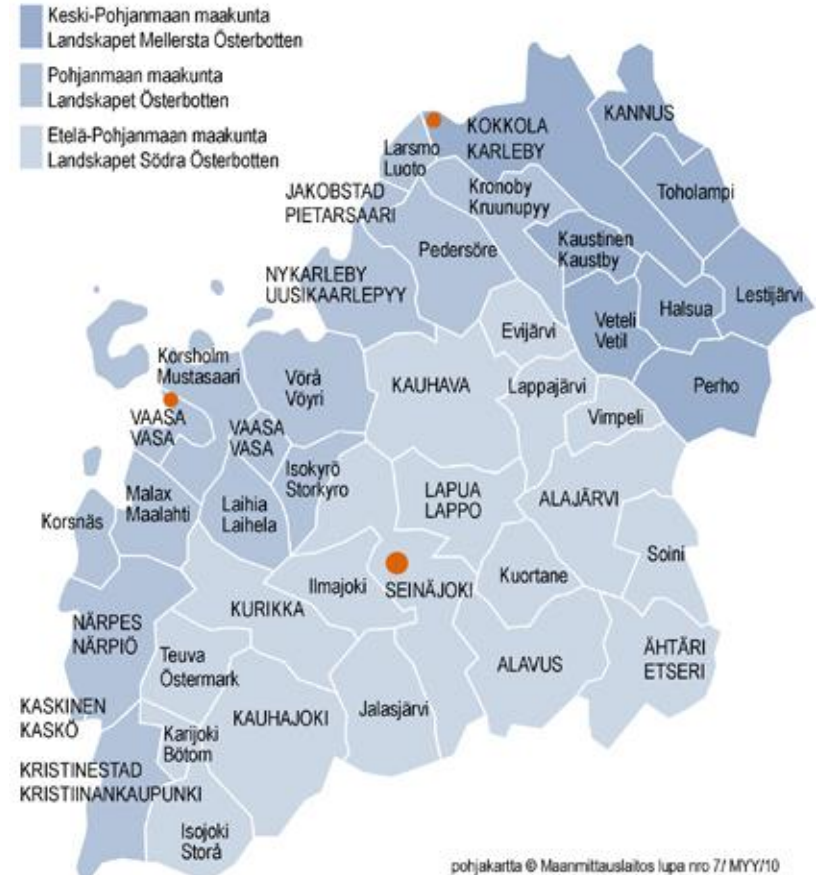 Keski-Pohjanmaan maakunta
Landskapet Mellersta Österbotten
Pohjanmaan maakunta
Landskapet Österbotten
Etelä-Pohjanmaan maakunta
Landskapet Södra Österbotten
KOKKOLA
KARLEBY
KANNUS
Larsmo
Luoto
Toholampi
JAKOBSTAD
PIETARSAARI
Kronoby
Kruunupyy
Pedersöre
Kaustinen
Kaustby
NYKARLEBY
UUSIKAARLEPYY
Lestijärvi
Halsua
Veteli
Vetil
Evijärvi
Korsholm
Mustasaari
Vörå
Vöyri
KAUHAVA
Lappajärvi
Perho
Vimpeli
VAASA
VASA
VAASA
VASA
Isokyrö
Storkyro
Malax
Maalahti
Laihia
Laihela
LAPUA
LAPPO
ALAJÄRVI
Korsnäs
Soini
Kuortane
Ilmajoki
SEINÄJOKI
KURIKKA
NÄRPES
NÄRPIÖ
Teuva
Östermark
ALAVUS
ÄHTÄRI
ETSERI
KASKINEN
KASKÖ
KAUHAJOKI
Jalasjärvi
Karijoki
Bötom
KRISTINESTAD
KRISTIINANKAUPUNKI
Isojoki
Storå
pohjakartta © Maanmittauslaitos lupa nro 7/ MYY/10